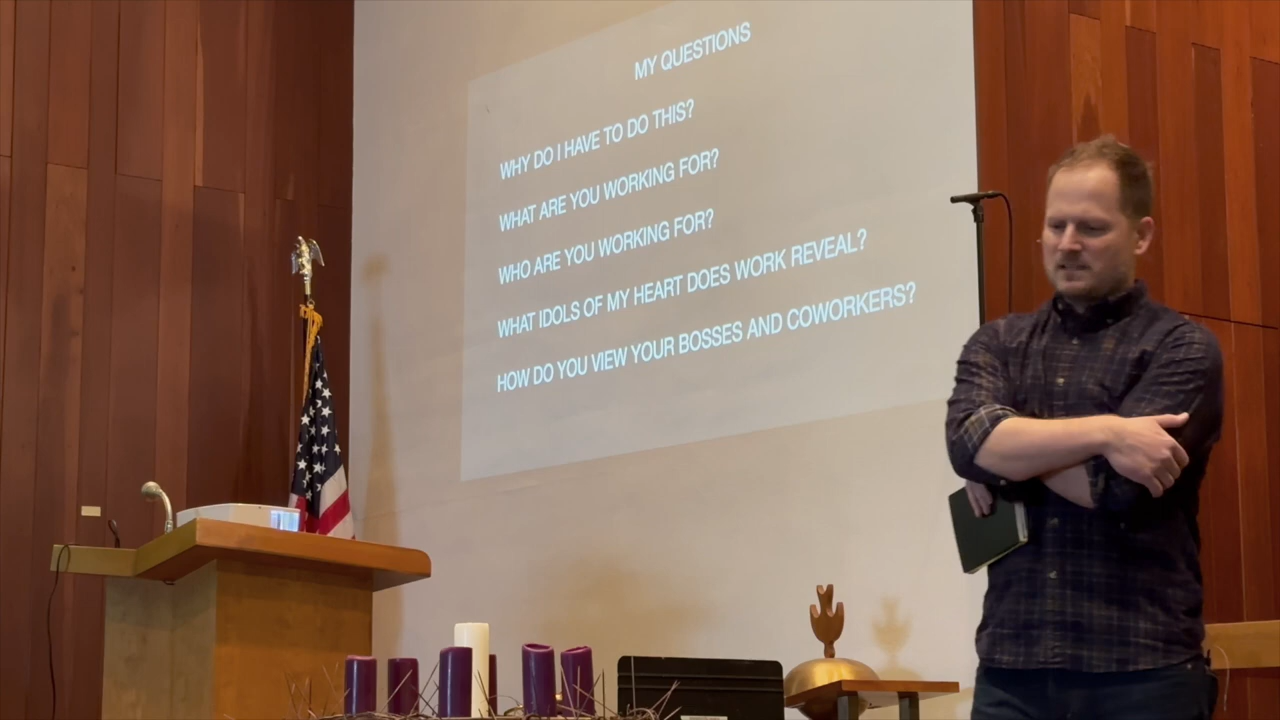 MY QUESTIONS
WHY DO I HAVE TO DO THIS?
WHAT ARE YOU WORKING FOR?
WHO ARE YOU WORKING FOR?
WHAT IDOLS OF MY HEART DOES WORK REVEAL?
HOW DO YOU VIEW YOUR BOSSES AND COWORKERS?